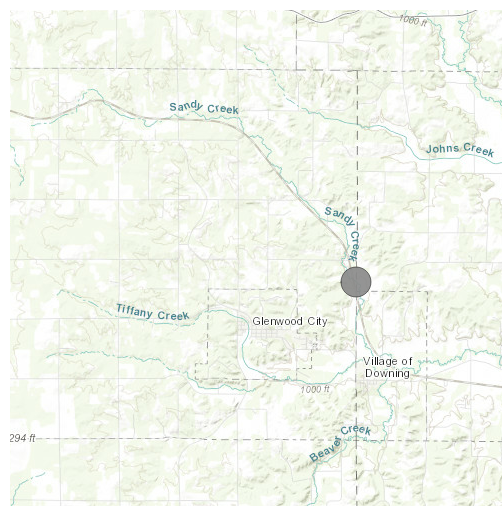 1000 ft
Sandy Creek
Johns Creek
Sandy Creek
Tiffany Creek
Glenwood City
Village of
Downing
1000 ft
Beaver Creek
294 ft